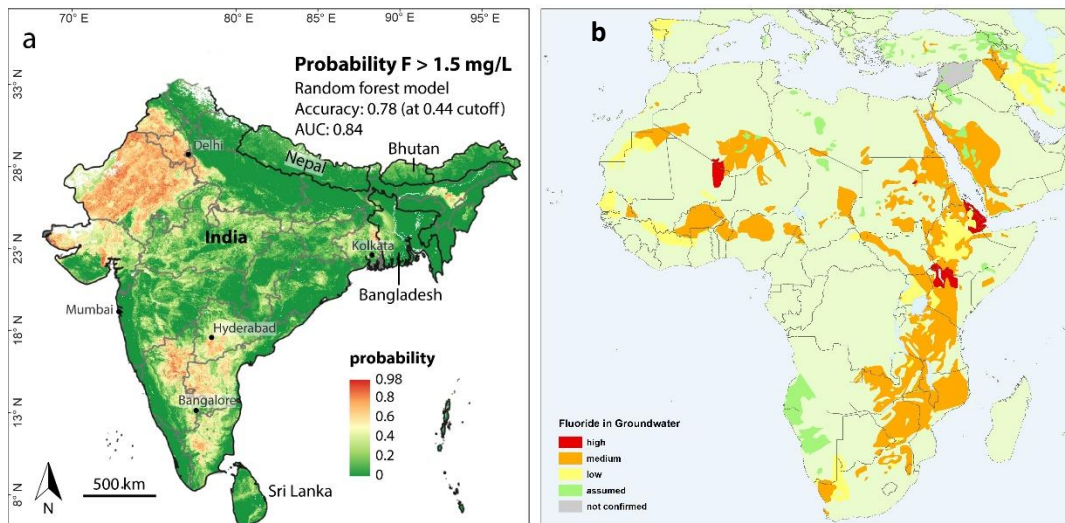 a
70° E
75° E
80° E
85° E
90° E
95° E
33° N
28° N
23° N
18° N
13° N
8° N
Probability F > 1.5 mg/L
Random forest model
Accuracy: 0.78 (at 0.44 cutoff)
AUC: 0.84
Delhi
Nepal
Bhutan
India
Kolkata
Bangladesh
Mumbai
Hyderabad
Bangalore
Sri Lanka
probability
0.98
0.8
0.6
0.4
0.2
0
N
500 km
b
Fluoride in Groundwater
high
medium
low
assumed
not confirmed